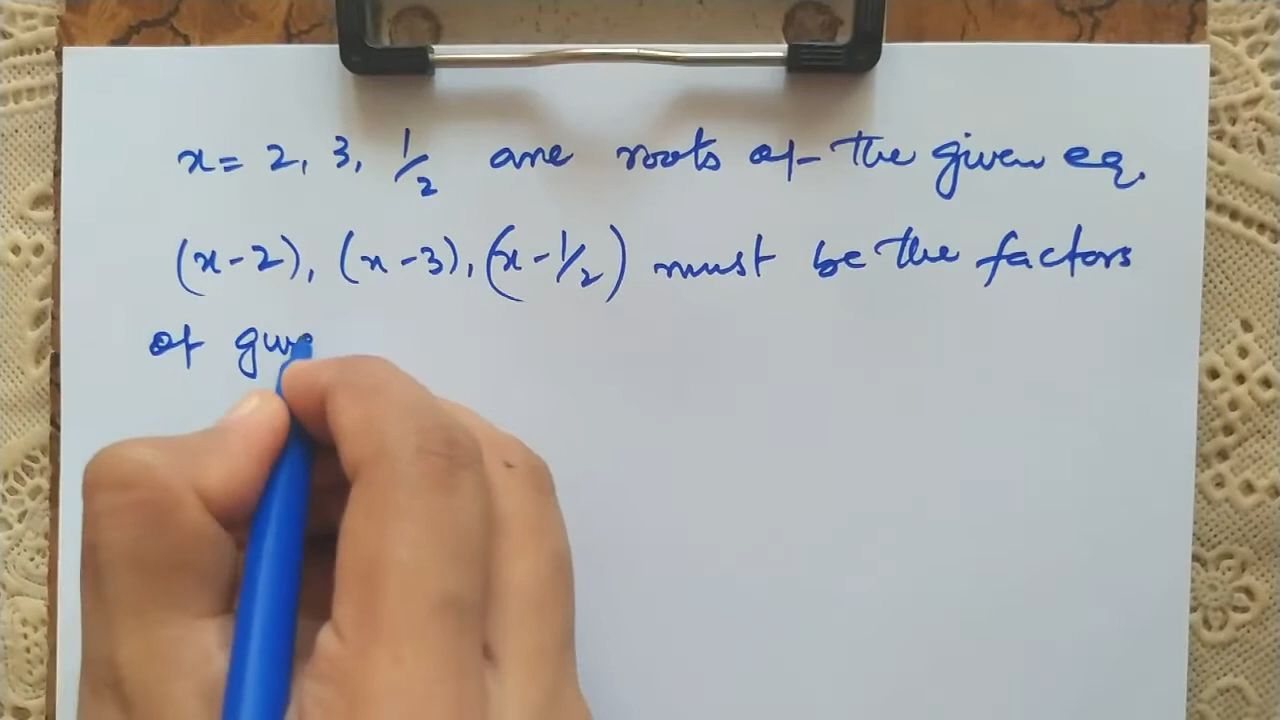 x = 2, 3, 1/2 are roots of the given eq.
(x-2), (x-3), (x-1/2) must be the factors
of give